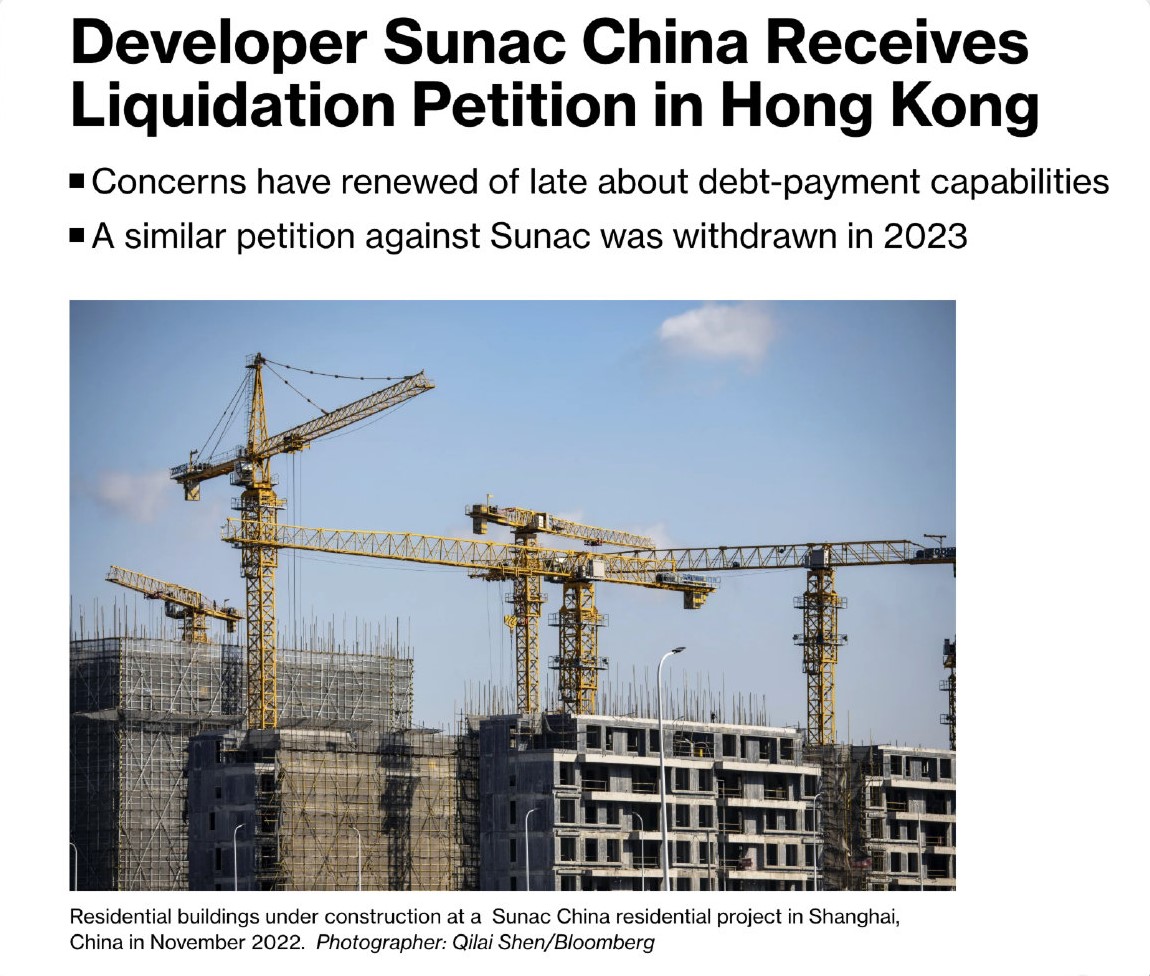 Developer Sunac China Receives
Liquidation Petition in Hong Kong
■ Concerns have renewed of late about debt-payment capabilities
■ A similar petition against Sunac was withdrawn in 2023
Residential buildings under construction at a Sunac China residential project in Shanghai,
China in November 2022. Photographer: Qilai Shen/Bloomberg